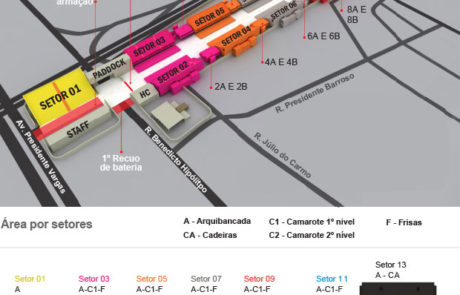 armação
8A E
8B
SETOR 05
SETOR 06
6A E 6B
SETOR 03
SETOR 04
4A E 4B
PADDOCK
SETOR 02
2A E 2B
SETOR 01
HC
STAFF
R. Presidente Barroso
Av. Presidente Vargas
1º Recuo
de bateria
R. Benedicto Hipólitpo
R. Júlio do Carmo
Área por setores
A - Arquibancada
C1 - Camarote 1º nível
F - Frisas
CA - Cadeiras
C2 - Camarote 2º nível
Setor 01
A
Setor 03
A-C1-F
Setor 05
A-C1-F
Setor 07
A-C1-F
Setor 09
A-C1-F
Setor 11
A-C1-F
Setor 13
A - CA